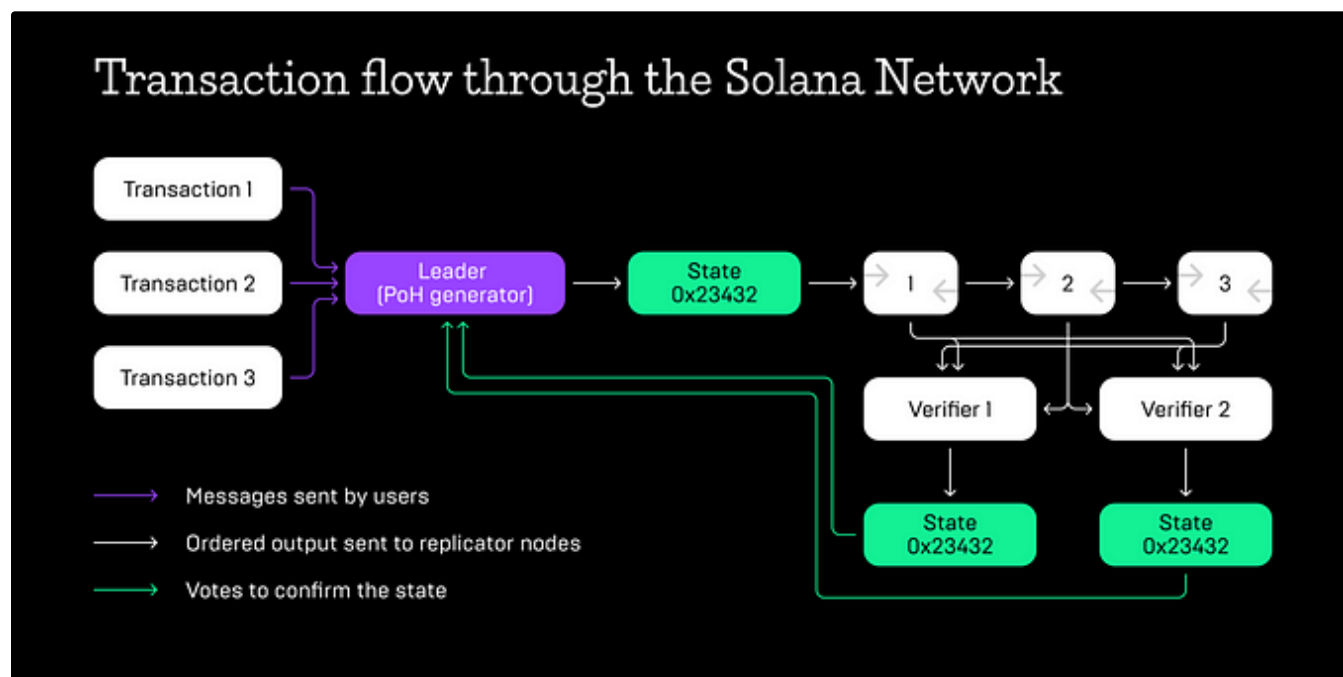 Transaction flow through the Solana Network
Transaction 1
Transaction 2
Transaction 3
Leader
(PoH generator)
State
0x23432
1
2
3
Verifier 1
Verifier 2
State
0x23432
State
0x23432
Messages sent by users
Ordered output sent to replicator nodes
Votes to confirm the state